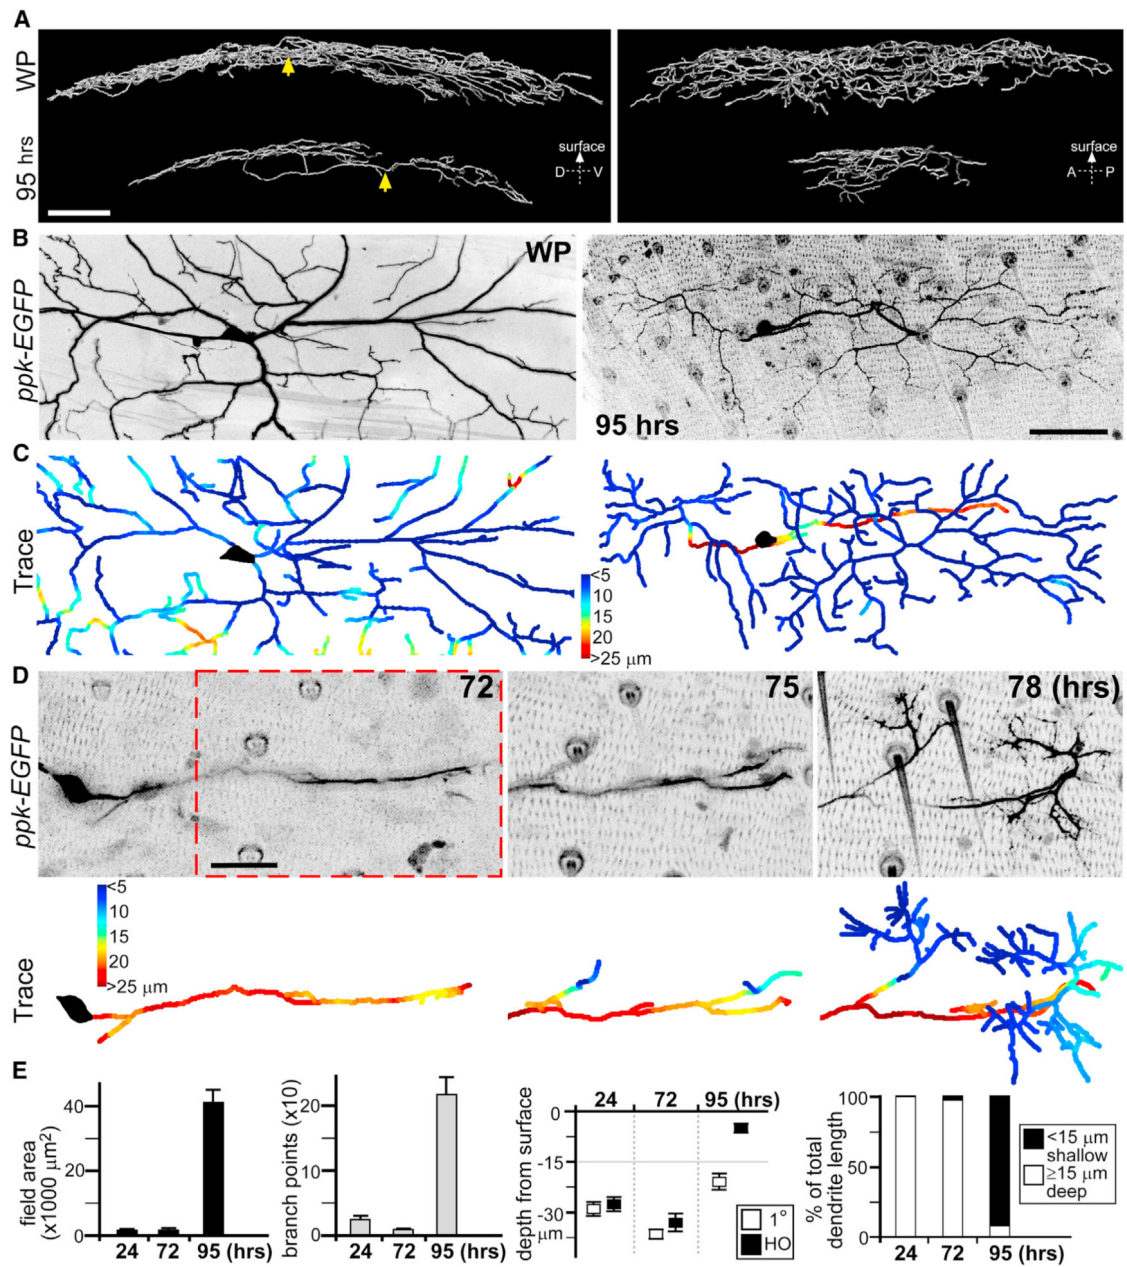 A
WP
95 hrs
surface
D V
surface
A P
B
ppk-EGFP
WP
95 hrs
C
Trace
<5
10
15
20
>25 µm
D
ppk-EGFP
72
75
78 (hrs)
Trace
<5
10
15
20
>25 µm
E
field area
(x1000 µm²)
40
20
0
24 72 95 (hrs)
branch points (x10)
20
10
0
24 72 95 (hrs)
depth from surface
24 72 95 (hrs)
0
-15
-30
µm
1°
HO
% of total
dendrite length
100
50
0
24 72 95 (hrs)
<15 µm
shallow
≥15 µm
deep